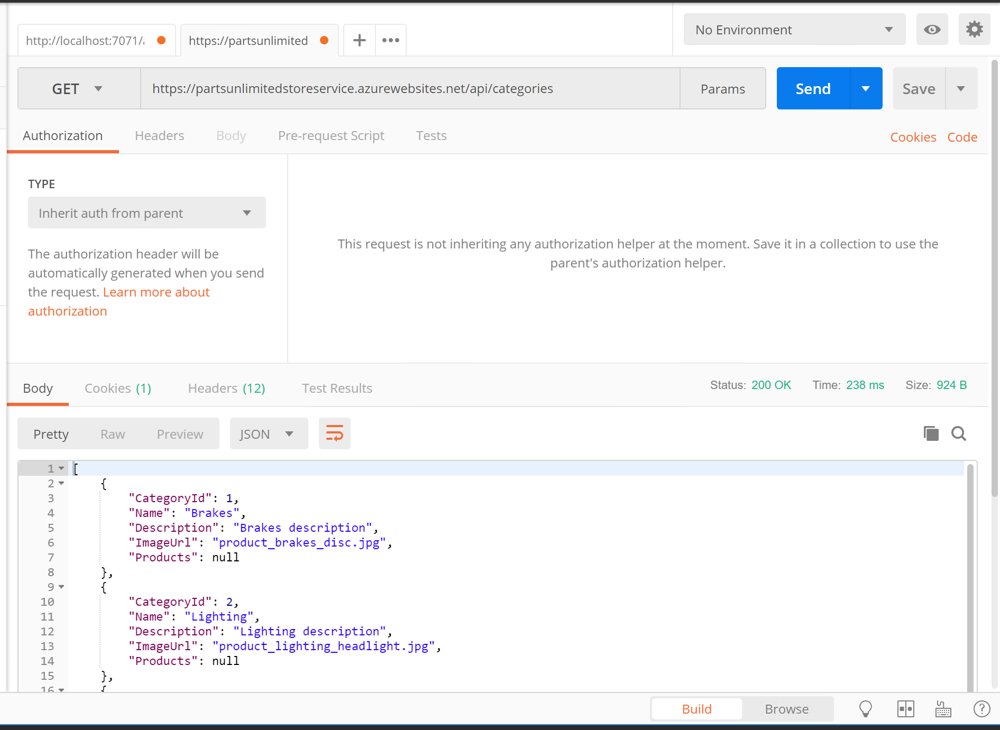 http://localhost:7071/
https://partsunlimited
No Environment
GET
https://partsunlimitedstoreservice.azurewebsites.net/api/categories
Params
Send
Save
Authorization
Headers
Body
Pre-request Script
Tests
Cookies
Code
TYPE
Inherit auth from parent
The authorization header will be
automatically generated when you send
the request. Learn more about
authorization
This request is not inheriting any authorization helper at the moment. Save it in a collection to use the
parent's authorization helper.
Body
Cookies (1)
Headers (12)
Test Results
Status: 200 OK
Time: 238 ms
Size: 924 B
Pretty
Raw
Preview
JSON
1 [
2 {
3 "CategoryId": 1,
4 "Name": "Brakes",
5 "Description": "Brakes description",
6 "ImageUrl": "product_brakes_disc.jpg",
7 "Products": null
8 },
9 {
10 "CategoryId": 2,
11 "Name": "Lighting",
12 "Description": "Lighting description",
13 "ImageUrl": "product_lighting_headlight.jpg",
14 "Products": null
15 },
16 {
Build
Browse